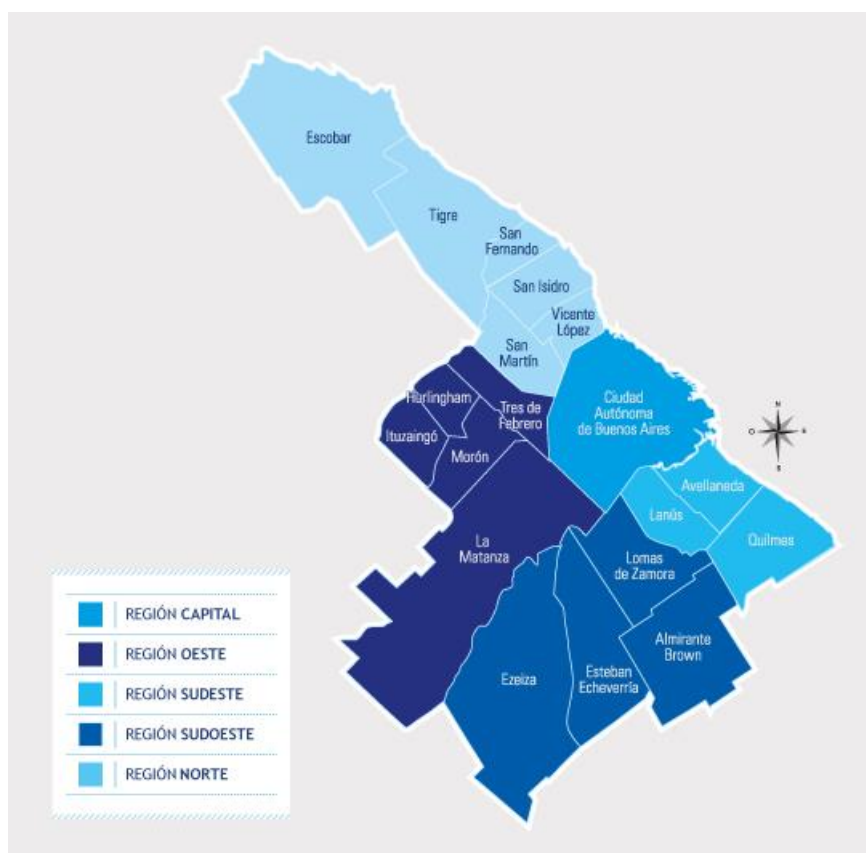 Escobar
Tigre
San
Fernando
San Isidro
Vicente
López
San
Martín
Hurlingham
Tres de
Febrero
Ituzaingó
Morón
Ciudad
Autónoma
de Buenos Aires
N
O
E
S
Avellaneda
Lanús
Quilmes
La
Matanza
Lomas
de Zamora
Almirante
Brown
Ezeiza
Esteban
Echeverría
REGIÓN CAPITAL
REGIÓN OESTE
REGIÓN SUDESTE
REGIÓN SUDOESTE
REGIÓN NORTE